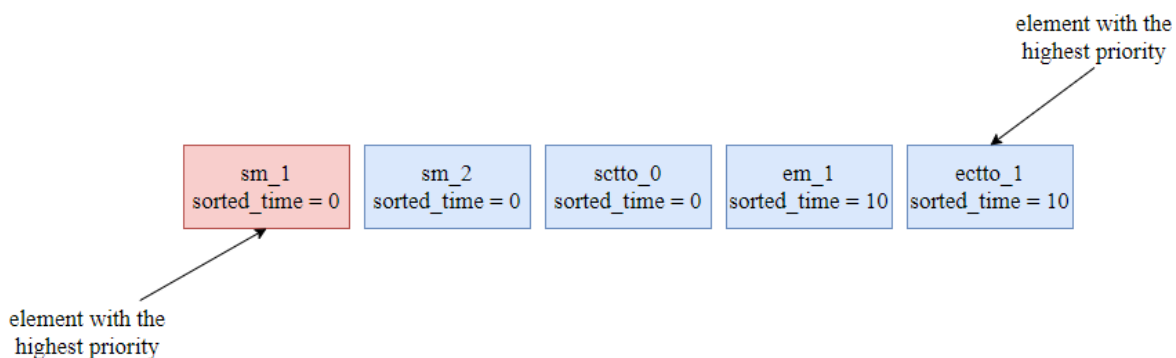 element with the
highest priority
sm_1
sorted_time = 0
sm_2
sorted_time = 0
sctto_0
sorted_time = 0
em_1
sorted_time = 10
ectto_1
sorted_time = 10
element with the
highest priority